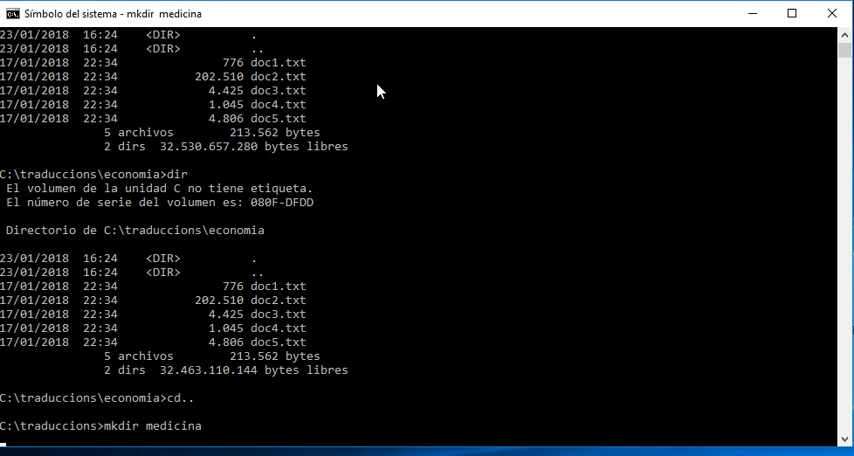 Símbolo del sistema - mkdir medicina
23/01/2018 16:24 <DIR> .
23/01/2018 16:24 <DIR> ..
17/01/2018 22:34 776 doc1.txt
17/01/2018 22:34 202.510 doc2.txt
17/01/2018 22:34 4.425 doc3.txt
17/01/2018 22:34 1.045 doc4.txt
17/01/2018 22:34 4.806 doc5.txt
5 archivos 213.562 bytes
2 dirs 32.530.657.280 bytes libres
C:\traduccions\economia>dir
El volumen de la unidad C no tiene etiqueta.
El número de serie del volumen es: 080F-DFDD
Directorio de C:\traduccions\economia
23/01/2018 16:24 <DIR> .
23/01/2018 16:24 <DIR> ..
17/01/2018 22:34 776 doc1.txt
17/01/2018 22:34 202.510 doc2.txt
17/01/2018 22:34 4.425 doc3.txt
17/01/2018 22:34 1.045 doc4.txt
17/01/2018 22:34 4.806 doc5.txt
5 archivos 213.562 bytes
2 dirs 32.463.110.144 bytes libres
C:\traduccions\economia>cd..
C:\traduccions>mkdir medicina